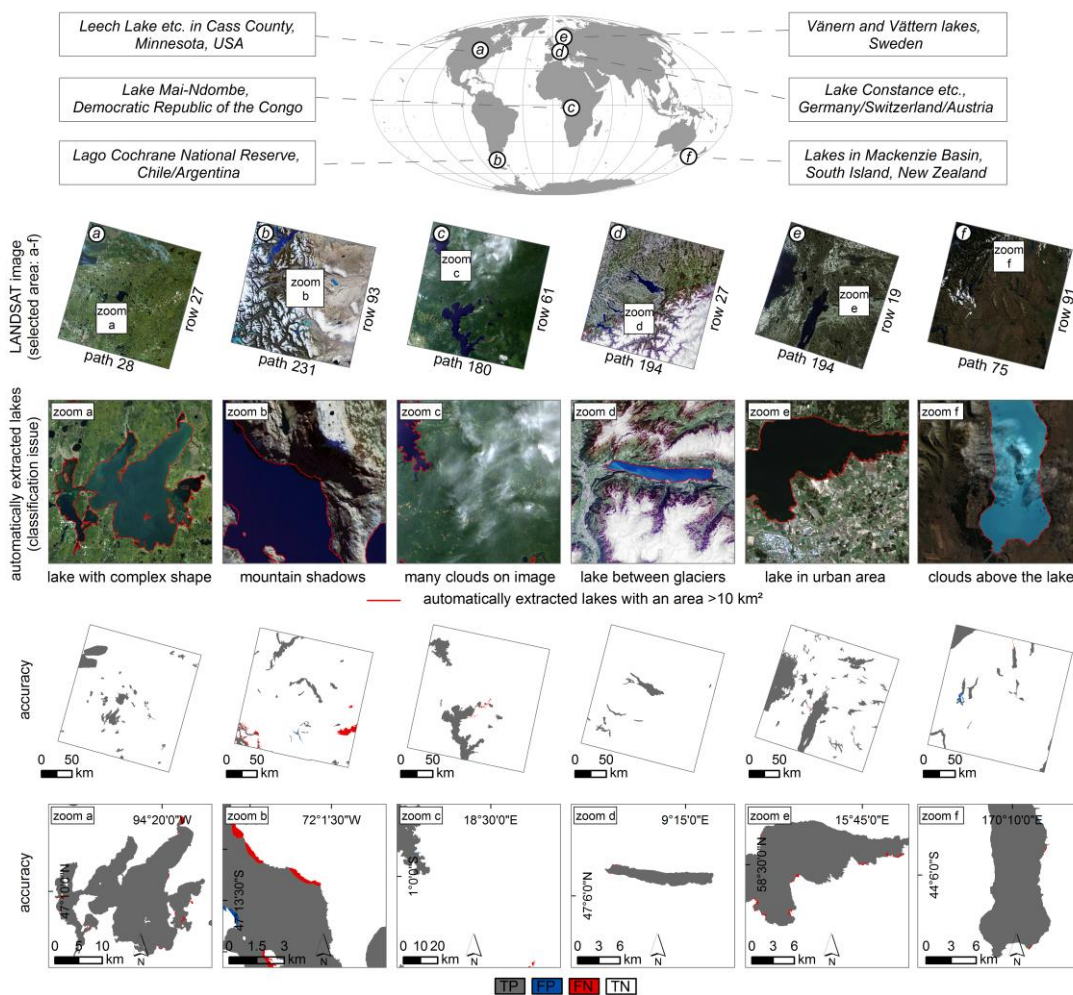 Leech Lake etc. in Cass County,
Minnesota, USA
Vänern and Vättern lakes,
Sweden
Lake Mai-Ndombe,
Democratic Republic of the Congo
Lake Constance etc.,
Germany/Switzerland/Austria
Lago Cochrane National Reserve,
Chile/Argentina
Lakes in Mackenzie Basin,
South Island, New Zealand
a
e
d
c
b
f
LANDSAT image
(selected area: a-f)
a
zoom
a
path 28
row 27
b
zoom
b
path 231
row 93
c
zoom
c
path 180
row 61
d
zoom
d
path 194
row 27
e
zoom
e
path 194
row 19
f
zoom
f
path 75
row 91
automatically extracted lakes
(classification issue)
zoom a
zoom b
zoom c
zoom d
zoom e
zoom f
lake with complex shape
mountain shadows
many clouds on image
lake between glaciers
lake in urban area
clouds above the lake
automatically extracted lakes with an area >10 km²
accuracy
0 50
km
0 50
km
0 50
km
0 50
km
0 50
km
0 50
km
accuracy
zoom a
94°20'0"W
47°10'0"N
0 5 10
km
N
zoom b
72°1'30"W
47°13'30"S
0 1.5 3
km
N
zoom c
18°30'0"E
1°0'0"S
0 10 20
km
N
zoom d
9°15'0"E
47°6'0"N
0 3 6
km
N
zoom e
15°45'0"E
58°30'0"N
0 3 6
km
N
zoom f
170°10'0"E
44°6'0"S
0 3 6
km
N
TP FP FN TN